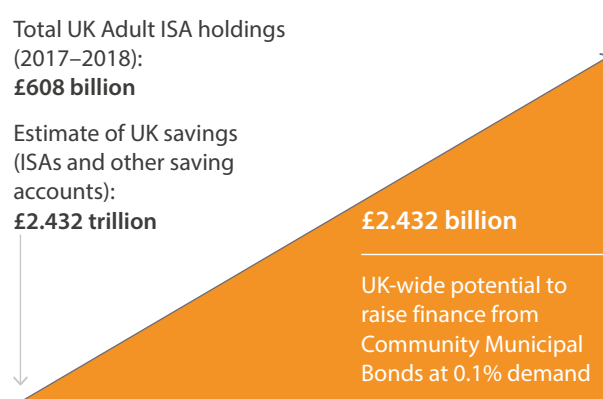 Total UK Adult ISA holdings
(2017–2018):
£608 billion
Estimate of UK savings
(ISAs and other saving
accounts):
£2.432 trillion
£2.432 billion
UK-wide potential to
raise finance from
Community Municipal
Bonds at 0.1% demand